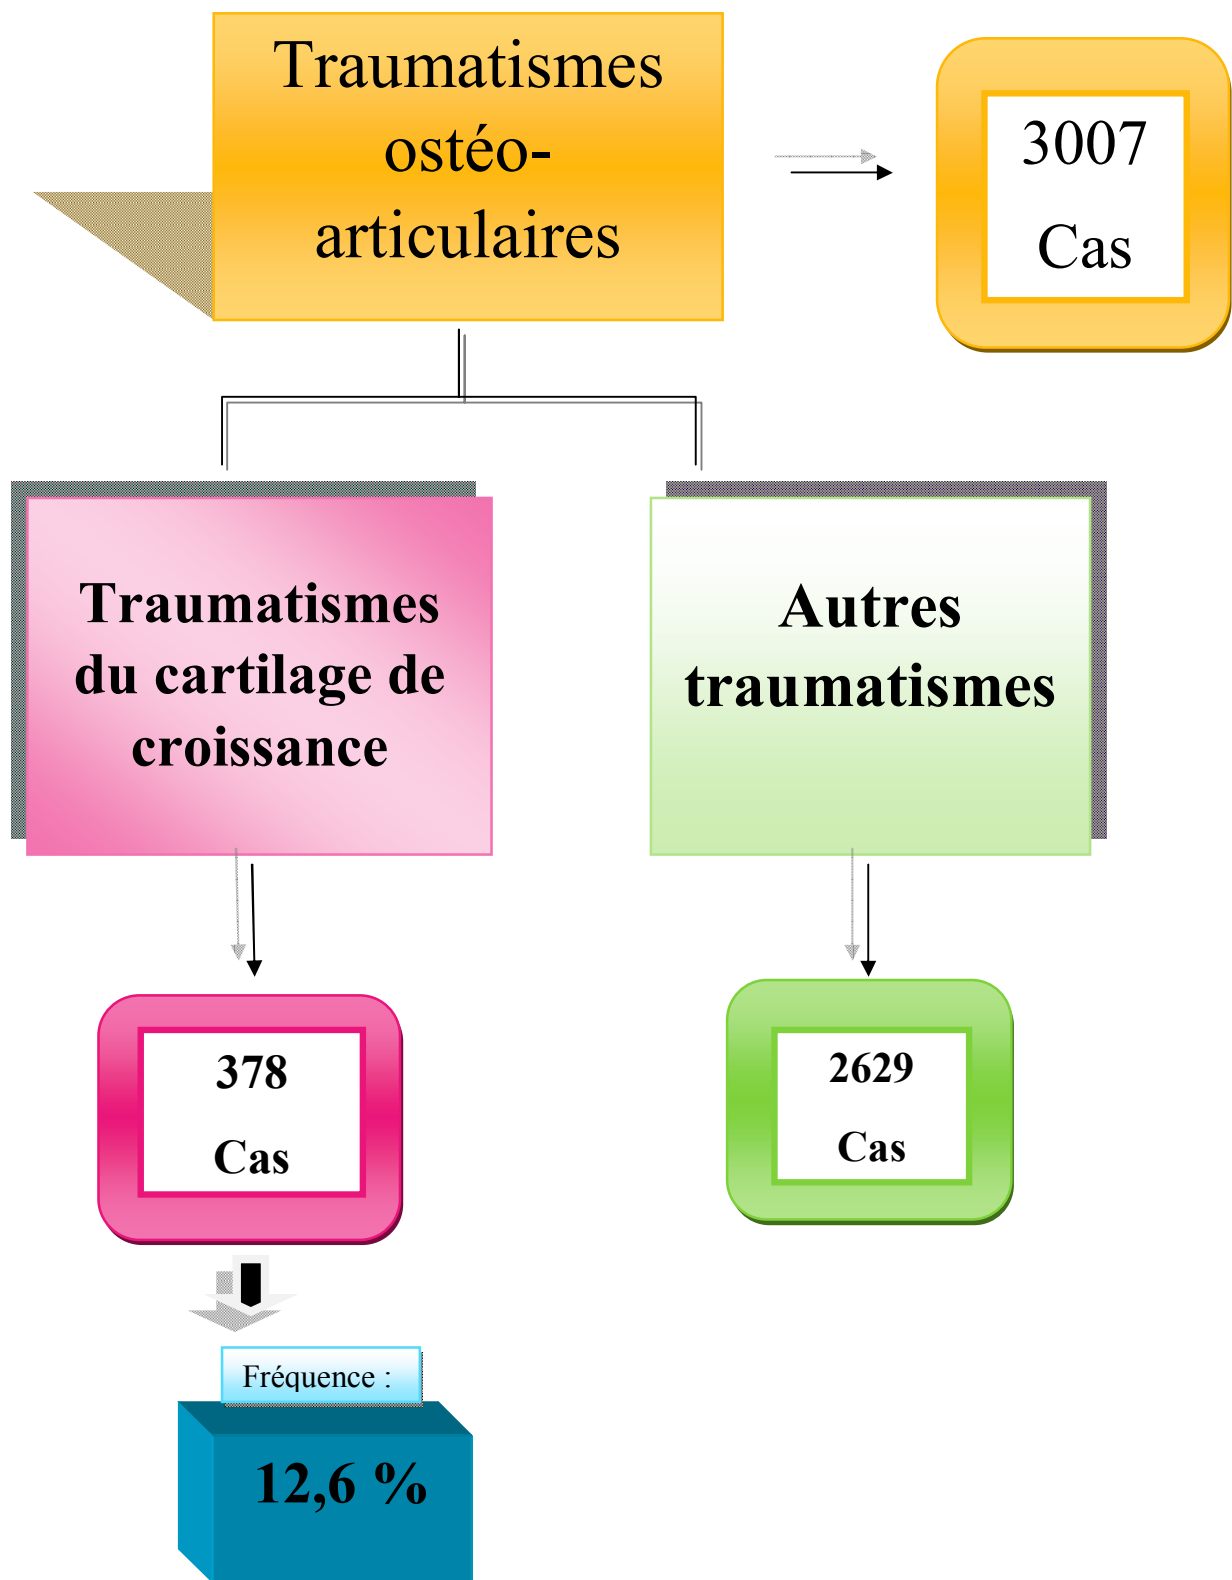 Traumatismes
ostéo-
articulaires
3007
Cas
Traumatismes
du cartilage de
croissance
Autres
traumatismes
378
Cas
2629
Cas
Fréquence :
12,6 %